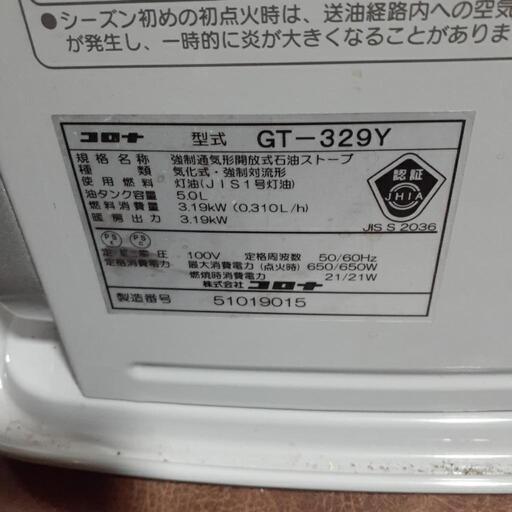 ●シーズン初めの初点火時は、送油経路内への空気
が発生し、一時的に炎が大きくなることがありま
コロナ 型式 GT-329Y
規格名称 強制通気形開放式石油ストーブ
種類 気化式・強制対流形
使用燃料 灯油(JIS1号灯油)
油タンク容量 5.0L
燃料消費量 3.19kW (0.310L/h)
暖房出力 3.19kW
認証
JHIA
JIS S 2036
PS PS
定格電圧 100V 定格周波数 50/60Hz
定格消費電力 最大消費電力(点火時) 650/650W
燃焼時消費電力 21/21W
株式会社コロナ
製造番号 51019015